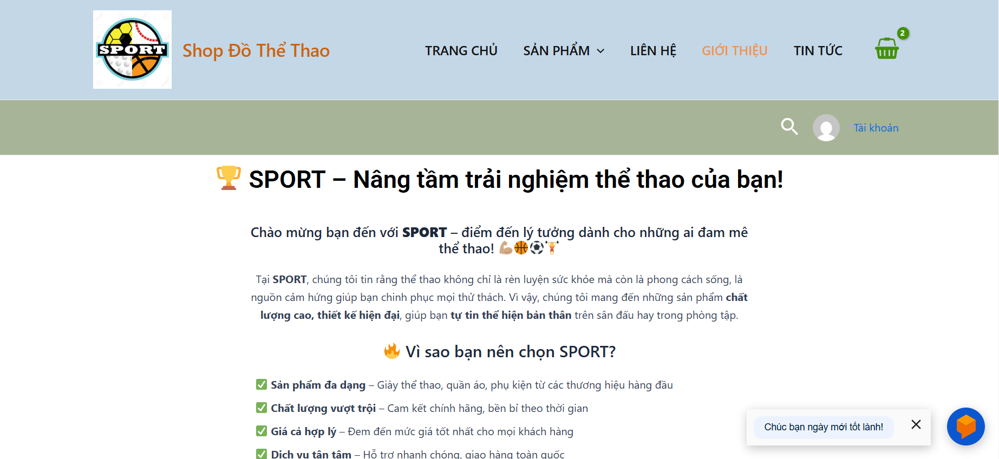 SPORT
Shop Đồ Thể Thao
TRANG CHỦ
SẢN PHẨM
LIÊN HỆ
GIỚI THIỆU
TIN TỨC
2
Tài khoản
🏆 SPORT – Nâng tầm trải nghiệm thể thao của bạn!
Chào mừng bạn đến với SPORT – điểm đến lý tưởng dành cho những ai đam mê
thể thao! 💪🏽🏀⚽🏋️
Tại SPORT, chúng tôi tin rằng thể thao không chỉ là rèn luyện sức khỏe mà còn là phong cách sống, là
nguồn cảm hứng giúp bạn chinh phục mọi thử thách. Vì vậy, chúng tôi mang đến những sản phẩm chất
lượng cao, thiết kế hiện đại, giúp bạn tự tin thể hiện bản thân trên sân đấu hay trong phòng tập.
🔥 Vì sao bạn nên chọn SPORT?
✅ Sản phẩm đa dạng – Giày thể thao, quần áo, phụ kiện từ các thương hiệu hàng đầu
✅ Chất lượng vượt trội – Cam kết chính hãng, bền bỉ theo thời gian
✅ Giá cả hợp lý – Đem đến mức giá tốt nhất cho mọi khách hàng
✅ Dịch vụ tận tâm – Hỗ trợ nhanh chóng, giao hàng toàn quốc
Chúc bạn ngày mới tốt lành!